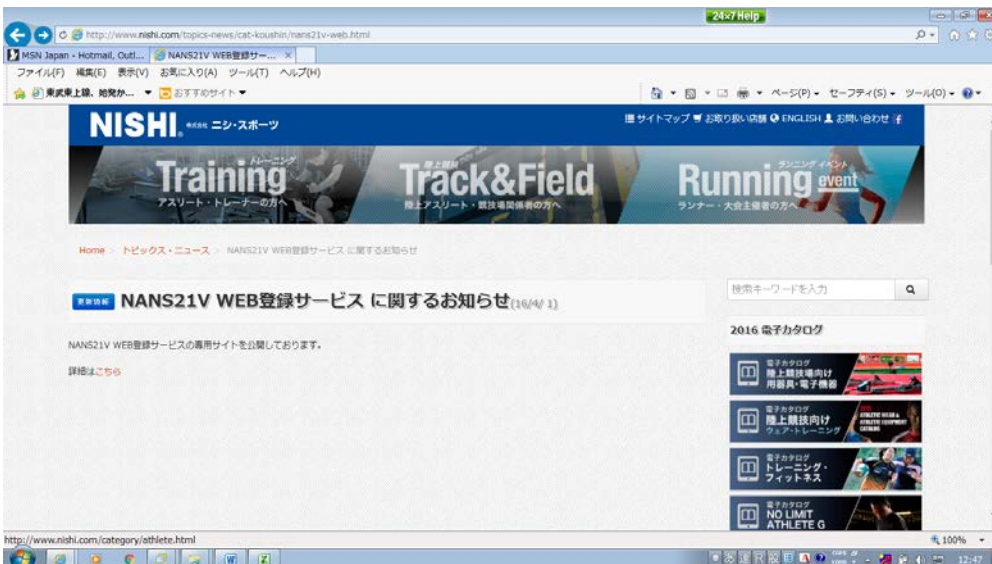 24×7 Help
http://www.nishi.com/topics-news/cat-koushin/nans21v-web.html
MSN Japan - Hotmail, Outl...
NANS21V WEB登録サー... ×
ファイル(F) 編集(E) 表示(V) お気に入り(A) ツール(T) ヘルプ(H)
東武東上線、始発か... おすすめサイト
ページ(P) セーフティ(S) ツール(O)
NISHI. 株式会社 ニシ・スポーツ
サイトマップ お取り扱い店舗 ENGLISH お問い合わせ
トレーニング
Training
アスリート・トレーナーの方へ
陸上競技
Track&Field
陸上アスリート・競技場関係者の方へ
ランニング イベント
Running event
ランナー・大会主催者の方へ
Home > トピックス・ニュース > NANS21V WEB登録サービス に関するお知らせ
更新情報 NANS21V WEB登録サービス に関するお知らせ(16/4/ 1)
NANS21V WEB登録サービスの専用サイトを公開しております。
詳細はこちら
検索キーワードを入力
2016 電子カタログ
電子カタログ
陸上競技場向け
用器具・電子機器
電子カタログ
陸上競技向け
ウェア・トレーニング
電子カタログ
トレーニング・
フィットネス
電子カタログ
NO LIMIT
ATHLETE G
http://www.nishi.com/category/athlete.html
100%
12:47